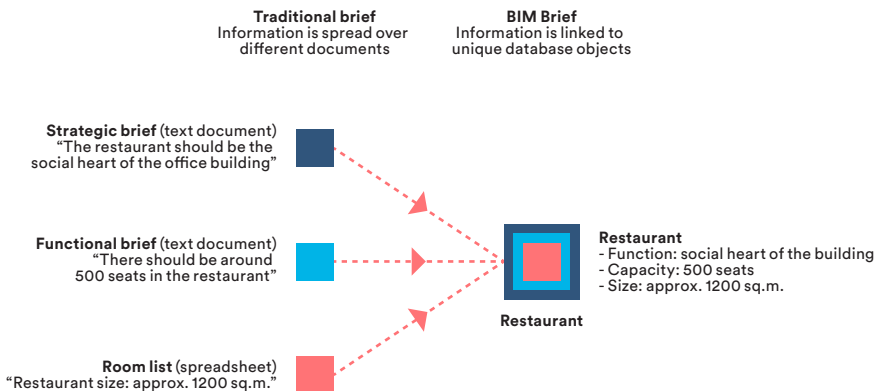 Traditional brief
Information is spread over
different documents
BIM Brief
Information is linked to
unique database objects
Strategic brief (text document)
“The restaurant should be the
social heart of the office building”
Functional brief (text document)
“There should be around
500 seats in the restaurant”
Room list (spreadsheet)
“Restaurant size: approx. 1200 sq.m.”
Restaurant
Restaurant
- Function: social heart of the building
- Capacity: 500 seats
- Size: approx. 1200 sq.m.